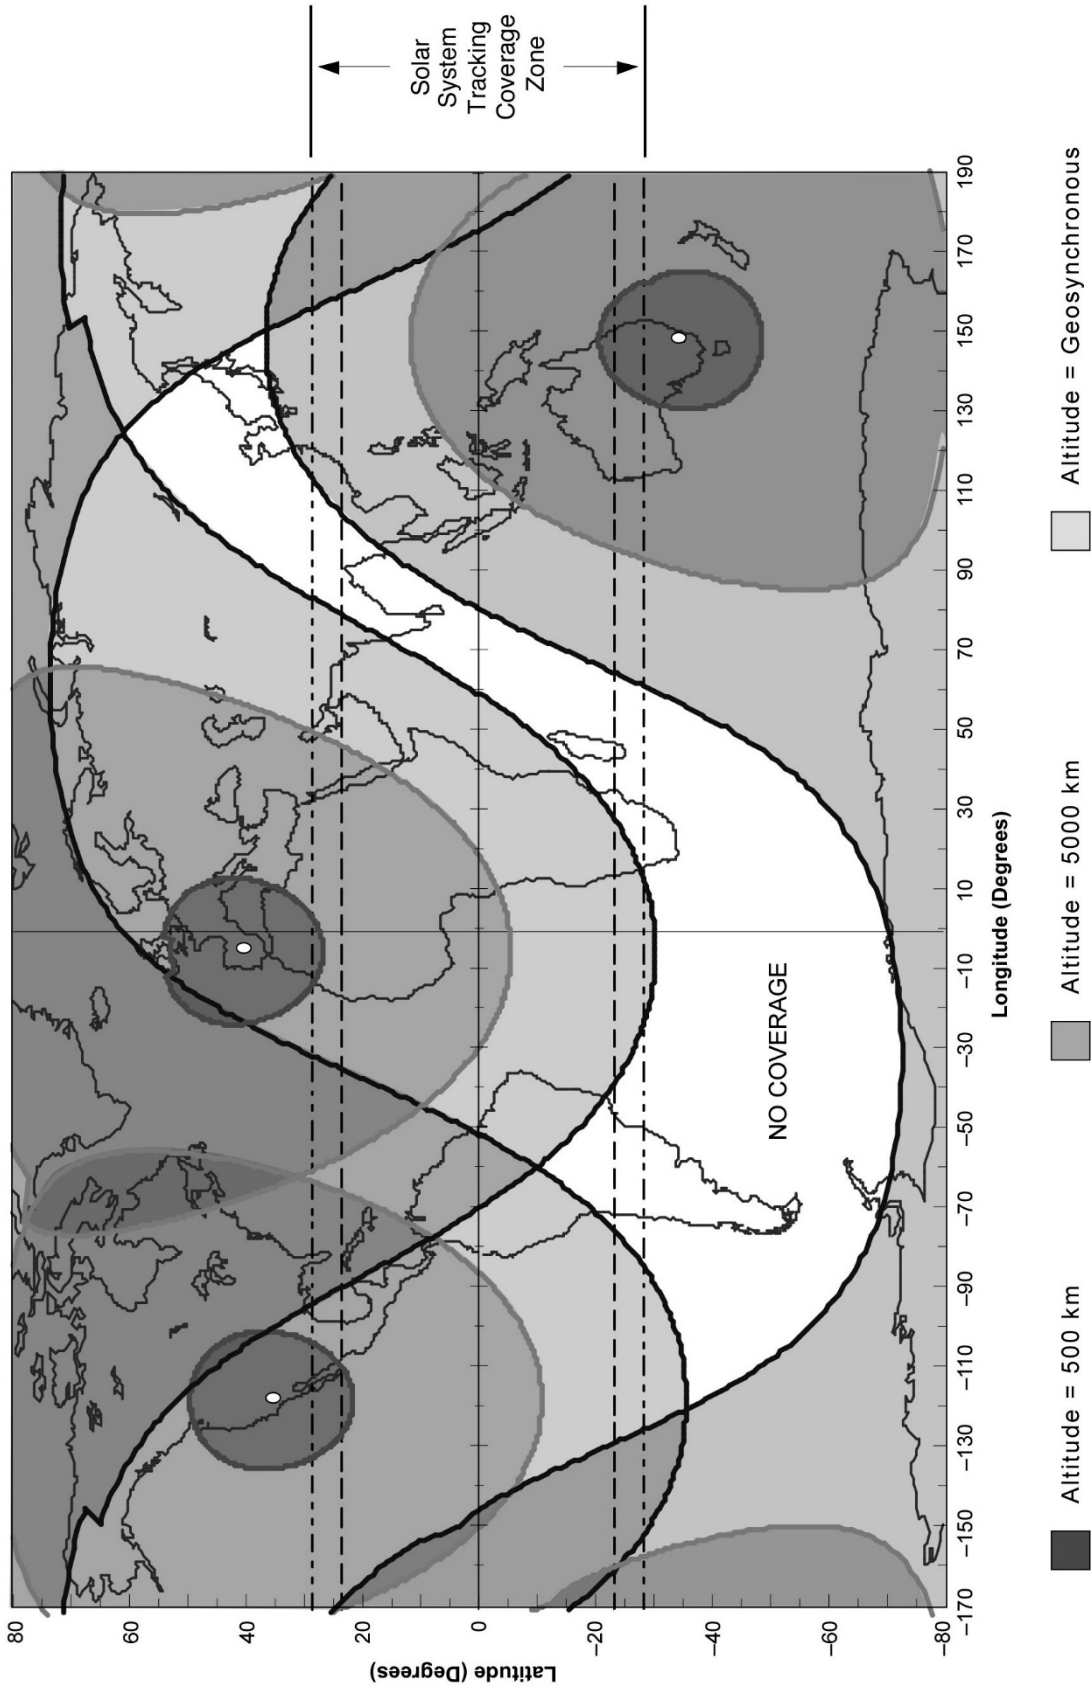 Solar
System
Tracking
Coverage
Zone
Latitude (Degrees)
80
60
40
20
0
−20
−40
−60
−80
NO COVERAGE
−170
−150
−130
−110
−90
−70
−50
−30
−10
10
30
50
70
90
110
130
150
170
190
Longitude (Degrees)
Altitude = 500 km
Altitude = 5000 km
Altitude = Geosynchronous